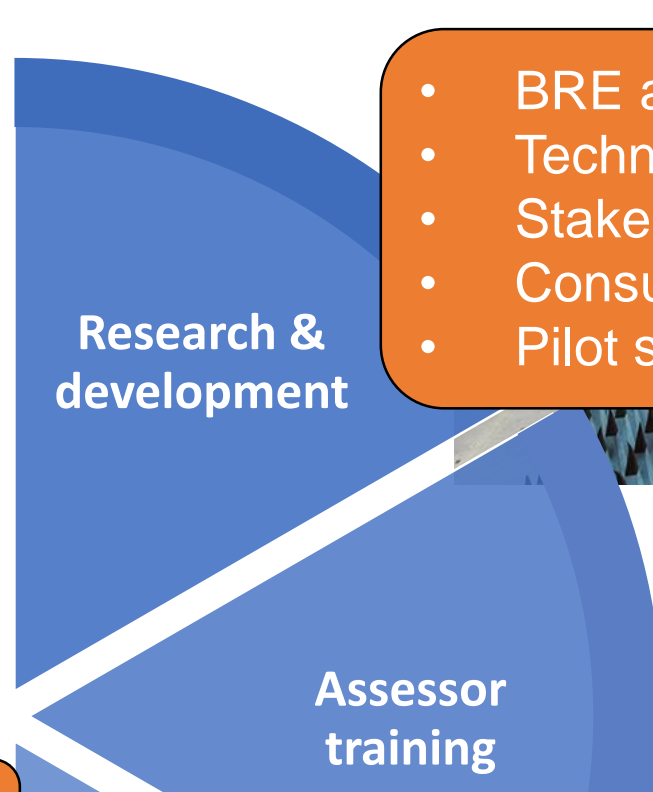 • BRE a
• Techn
• Stake
• Consu
• Pilot s
Research &
development
Assessor
training